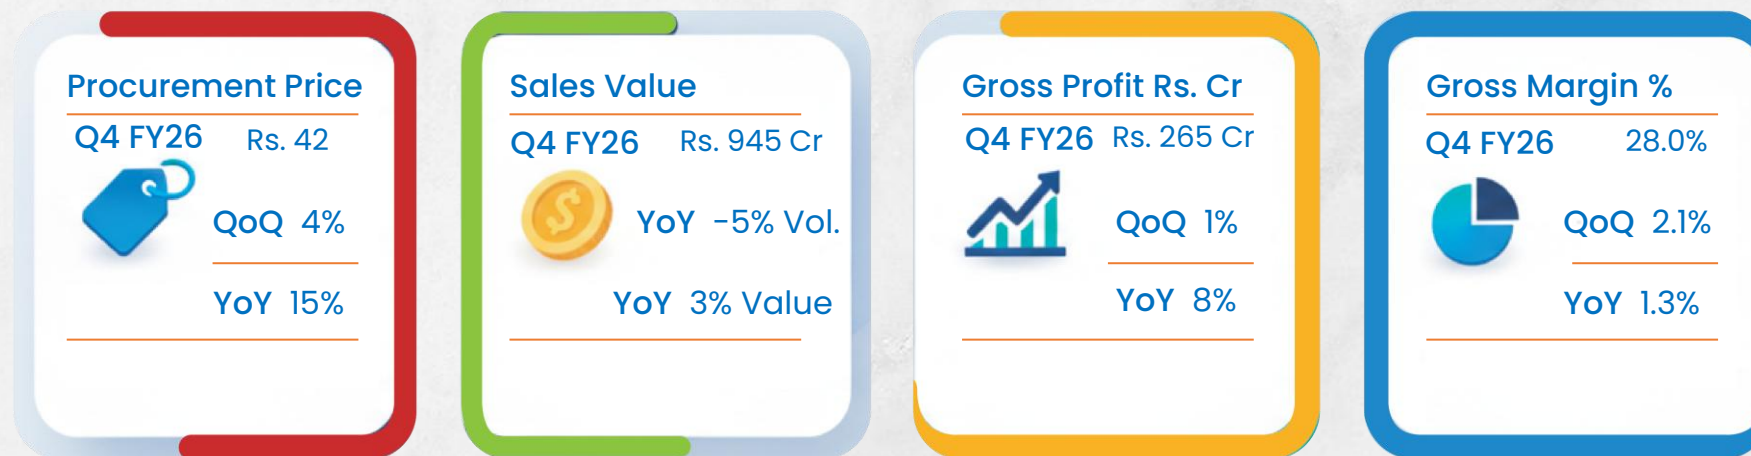 Procurement Price
Q4 FY26 Rs. 42
QoQ 4%
YoY 15%
Sales Value
Q4 FY26 Rs. 945 Cr
YoY -5% Vol.
YoY 3% Value
Gross Profit Rs. Cr
Q4 FY26 Rs. 265 Cr
QoQ 1%
YoY 8%
Gross Margin %
Q4 FY26 28.0%
QoQ 2.1%
YoY 1.3%